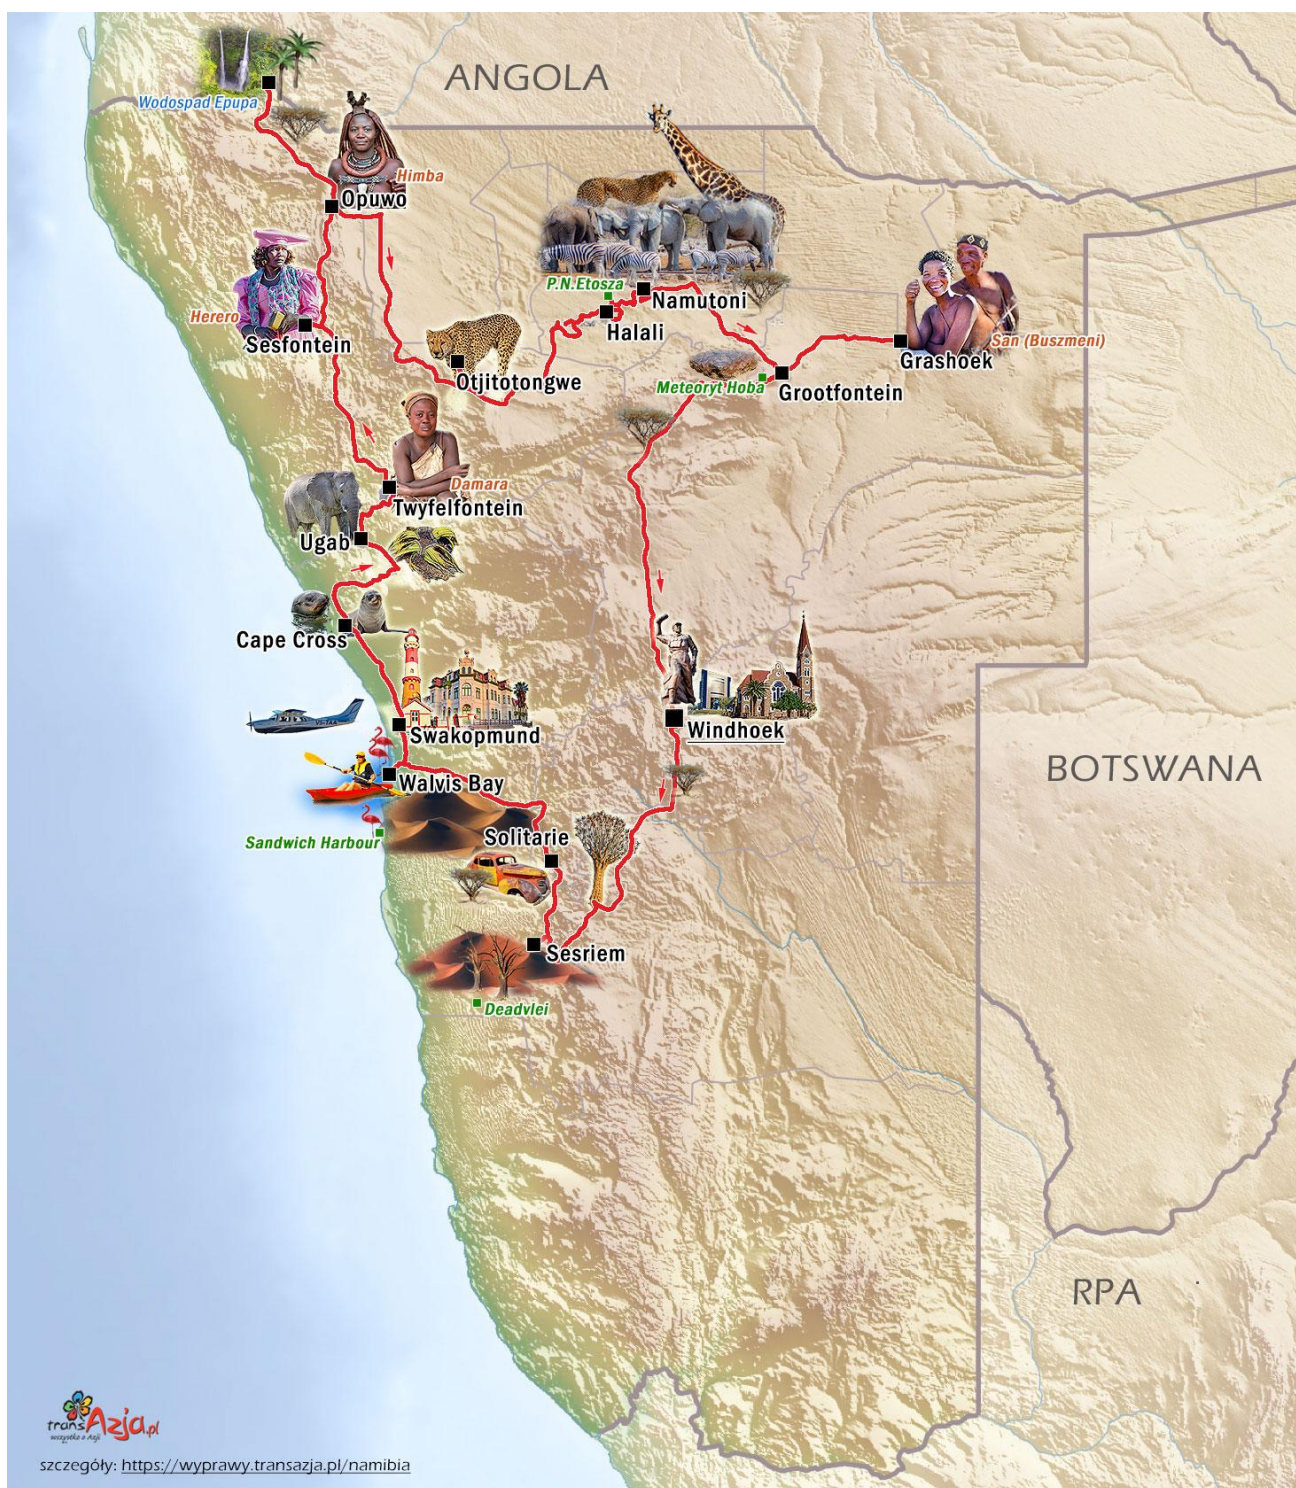 ANGOLA
Wodospad Epupa
Himba
Opuwo
P.N.Etosza
Namutoni
Halali
Herero
Sesfontein
San (Buszmeni)
Grashoek
Otjitotongwe
Meteoryt Hoba
Grootfontein
Damara
Twyfelfontein
Ugab
Cape Cross
Swakopmund
Windhoek
Walvis Bay
BOTSWANA
Sandwich Harbour
Solitarie
Sesriem
Deadvlei
RPA
transAzja.pl
wszystko o Azji
szczegóły: https://wyprawy.transazja.pl/namibia